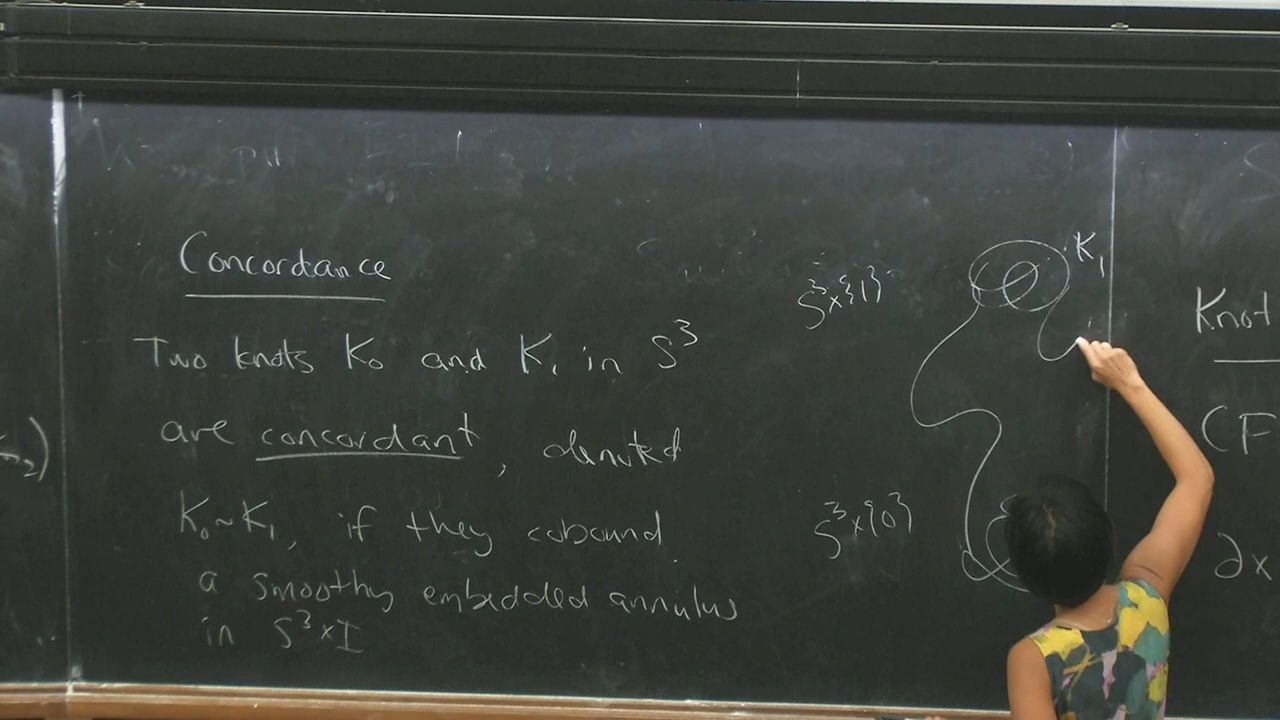 Concordance
Two knots K₀ and K₁ in S³
are concordant, denoted
K₀~K₁, if they cobound
a smoothy embedded annulus
in S³×I
S³×{1}
K₁
S³×{0}
Knot
(F
∂x